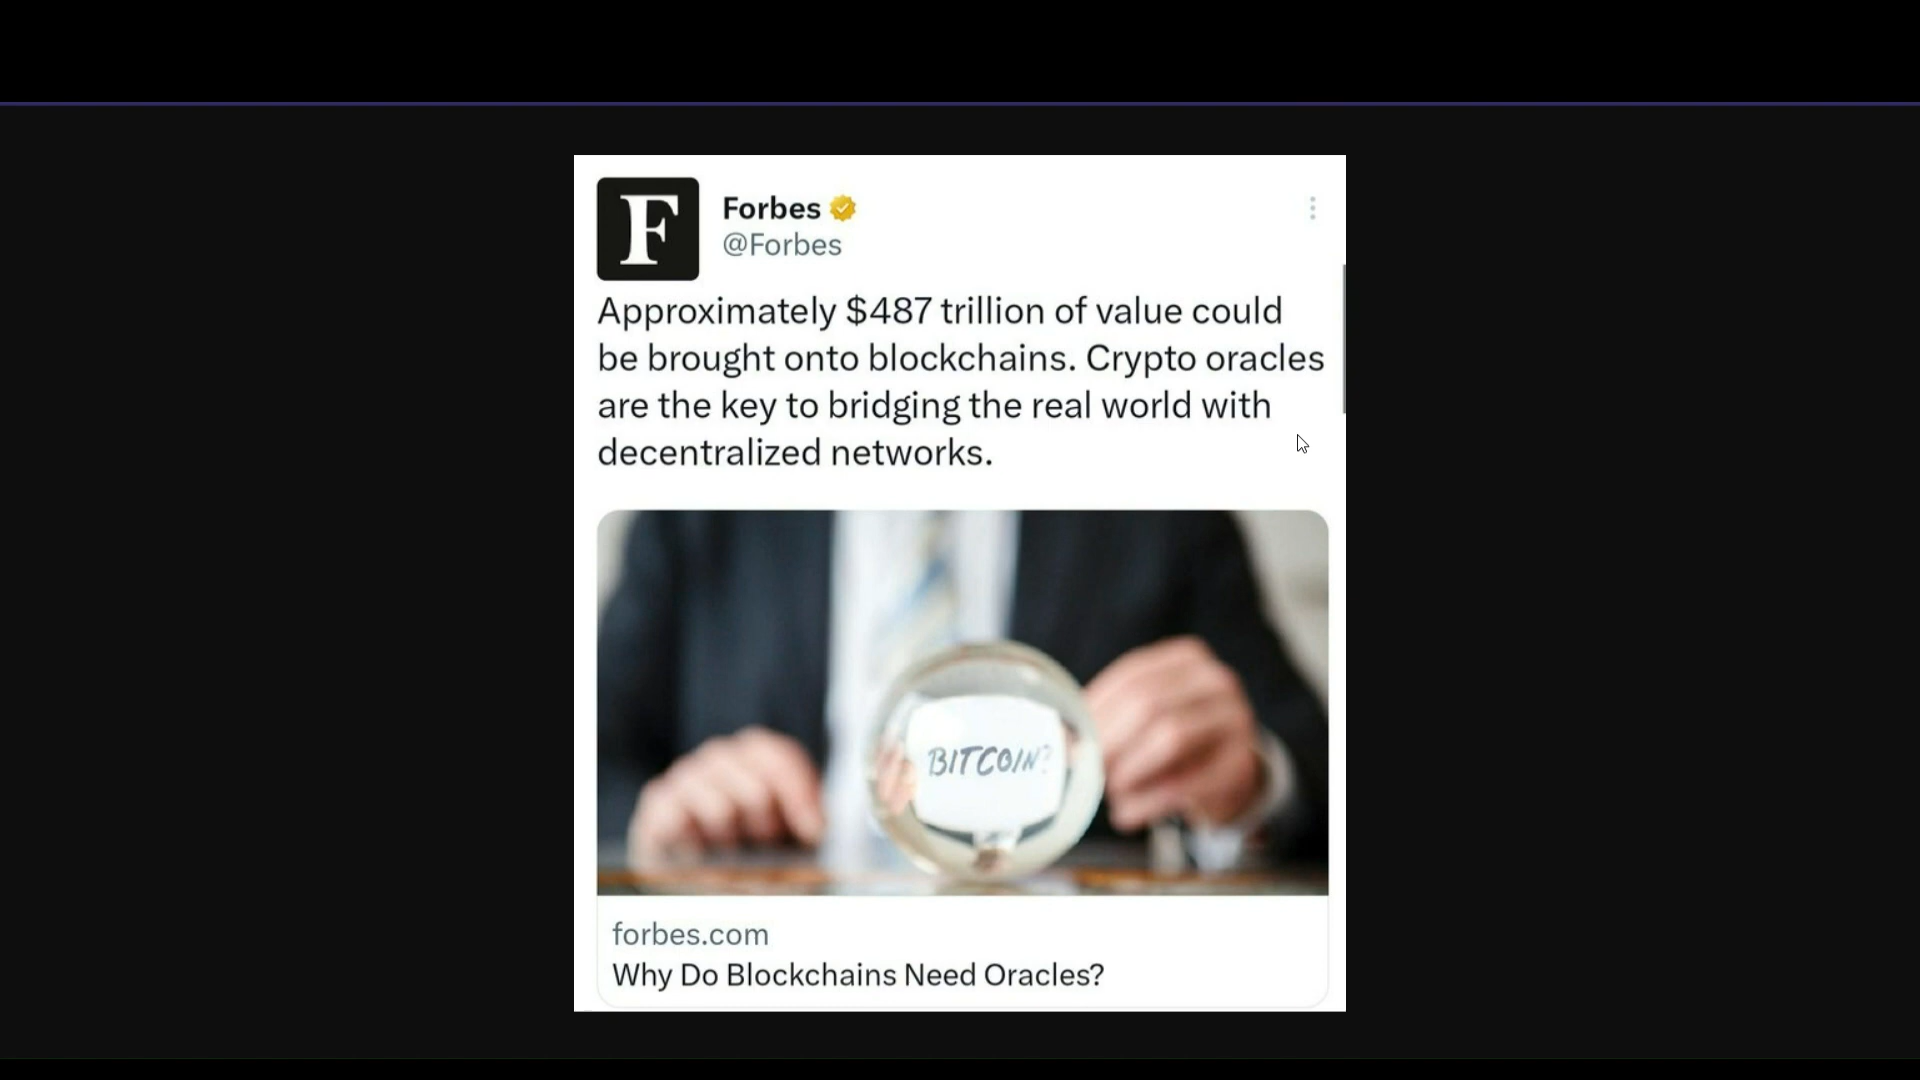 F
Forbes
@Forbes
Approximately $487 trillion of value could
be brought onto blockchains. Crypto oracles
are the key to bridging the real world with
decentralized networks.
BITCOIN?
forbes.com
Why Do Blockchains Need Oracles?